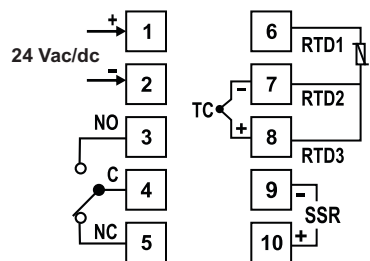 + 1
24 Vac/dc
- 2
NO 3
C 4
NC 5
6 RTD1
TC - 7 RTD2
+ 8 RTD3
9 -
SSR
10 +